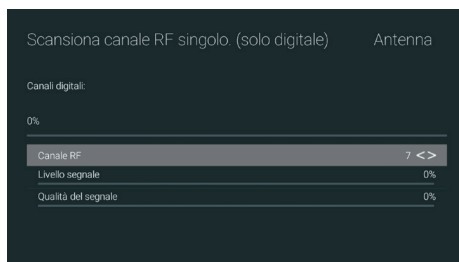 Scansiona canale RF singolo. (solo digitale) Antenna
Canali digitali:
0%
Canale RF 7 < >
Livello segnale 0%
Qualità del segnale 0%